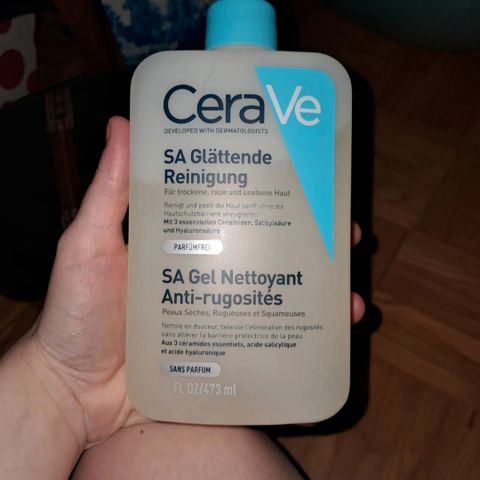 CeraVe
DEVELOPED WITH DERMATOLOGISTS
SA Glättende
Reinigung
Für trockene, raue und unebene Haut
Reinigt und peelt die Haut sanft ohne die
Hautschutzbarriere anzugreifen
Mit 3 essenziellen Ceramiden, Salicylsäure
und Hyaluronsäure
PARFÜMFREI
SA Gel Nettoyant
Anti-rugosités
Peaux Sèches, Rugueuses et Squameuses
Nettoie en douceur, favorise l'élimination des rugosités
sans altérer la barrière protectrice de la peau
Aux 3 céramides essentiels, acide salicylique
et acide hyaluronique
SANS PARFUM
FL OZ/473 ml